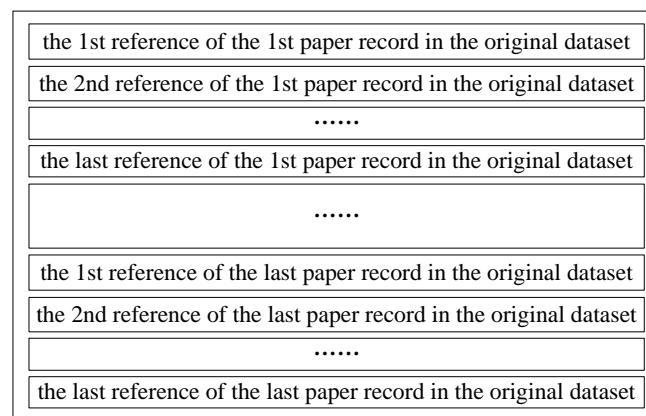 the 1st reference of the 1st paper record in the original dataset
the 2nd reference of the 1st paper record in the original dataset
......
the last reference of the 1st paper record in the original dataset
......
the 1st reference of the last paper record in the original dataset
the 2nd reference of the last paper record in the original dataset
......
the last reference of the last paper record in the original dataset